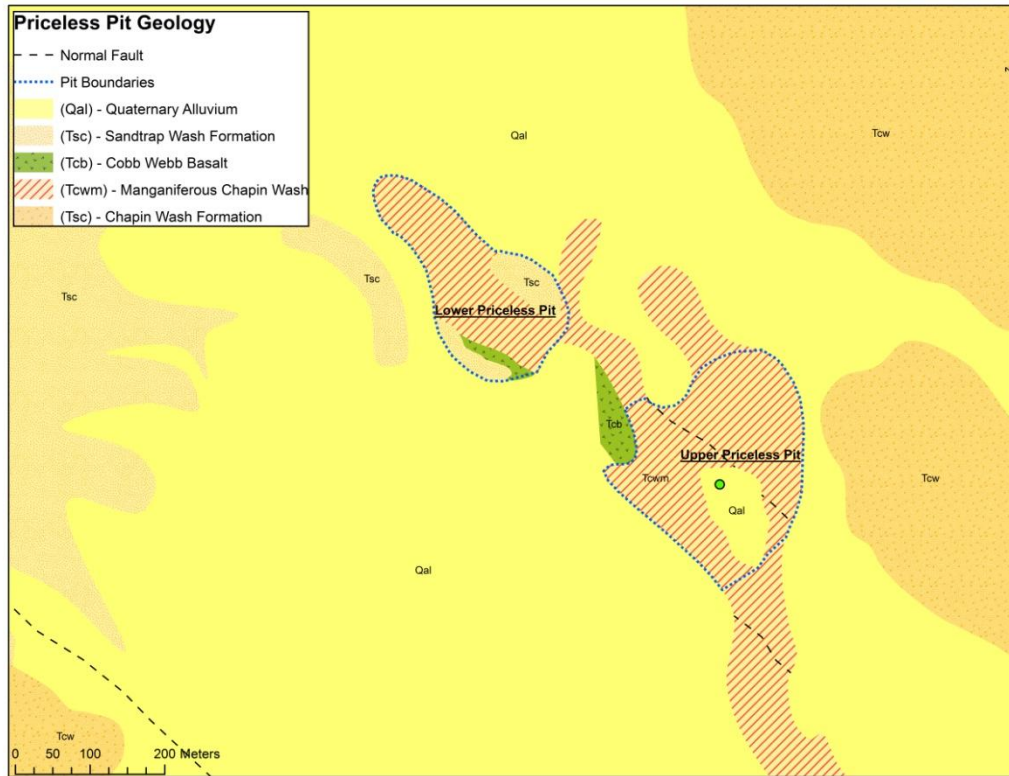 Priceless Pit Geology
Normal Fault
Pit Boundaries
(Qal) - Quaternary Alluvium
(Tsc) - Sandtrap Wash Formation
(Tcb) - Cobb Webb Basalt
(Tcwm) - Manganiferous Chapin Wash
(Tsc) - Chapin Wash Formation
Qal
Tcw
Tsc
Tsc
Tsc
Lower Priceless Pit
Tcb
Upper Priceless Pit
Tcwm
Tcw
Qal
Qal
Tcw
0 50 100 200 Meters